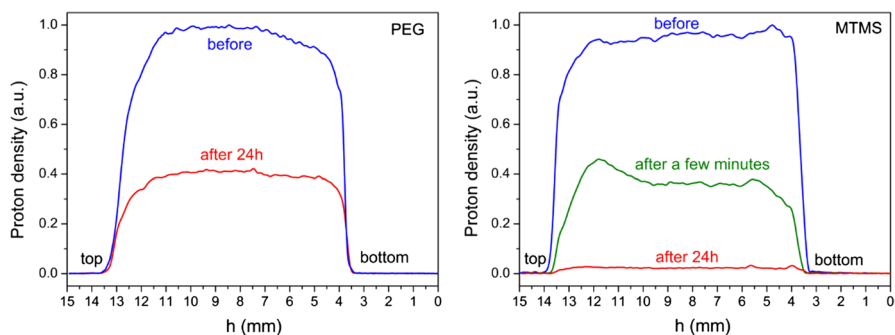 PEG
before
after 24h
top
bottom
1.0
0.8
0.6
0.4
0.2
0.0
Proton density (a.u.)
15 14 13 12 11 10 9 8 7 6 5 4 3 2 1 0
h (mm)
MTMS
before
after a few minutes
after 24h
top
bottom
1.0
0.8
0.6
0.4
0.2
0.0
Proton density (a.u.)
15 14 13 12 11 10 9 8 7 6 5 4 3 2 1 0
h (mm)